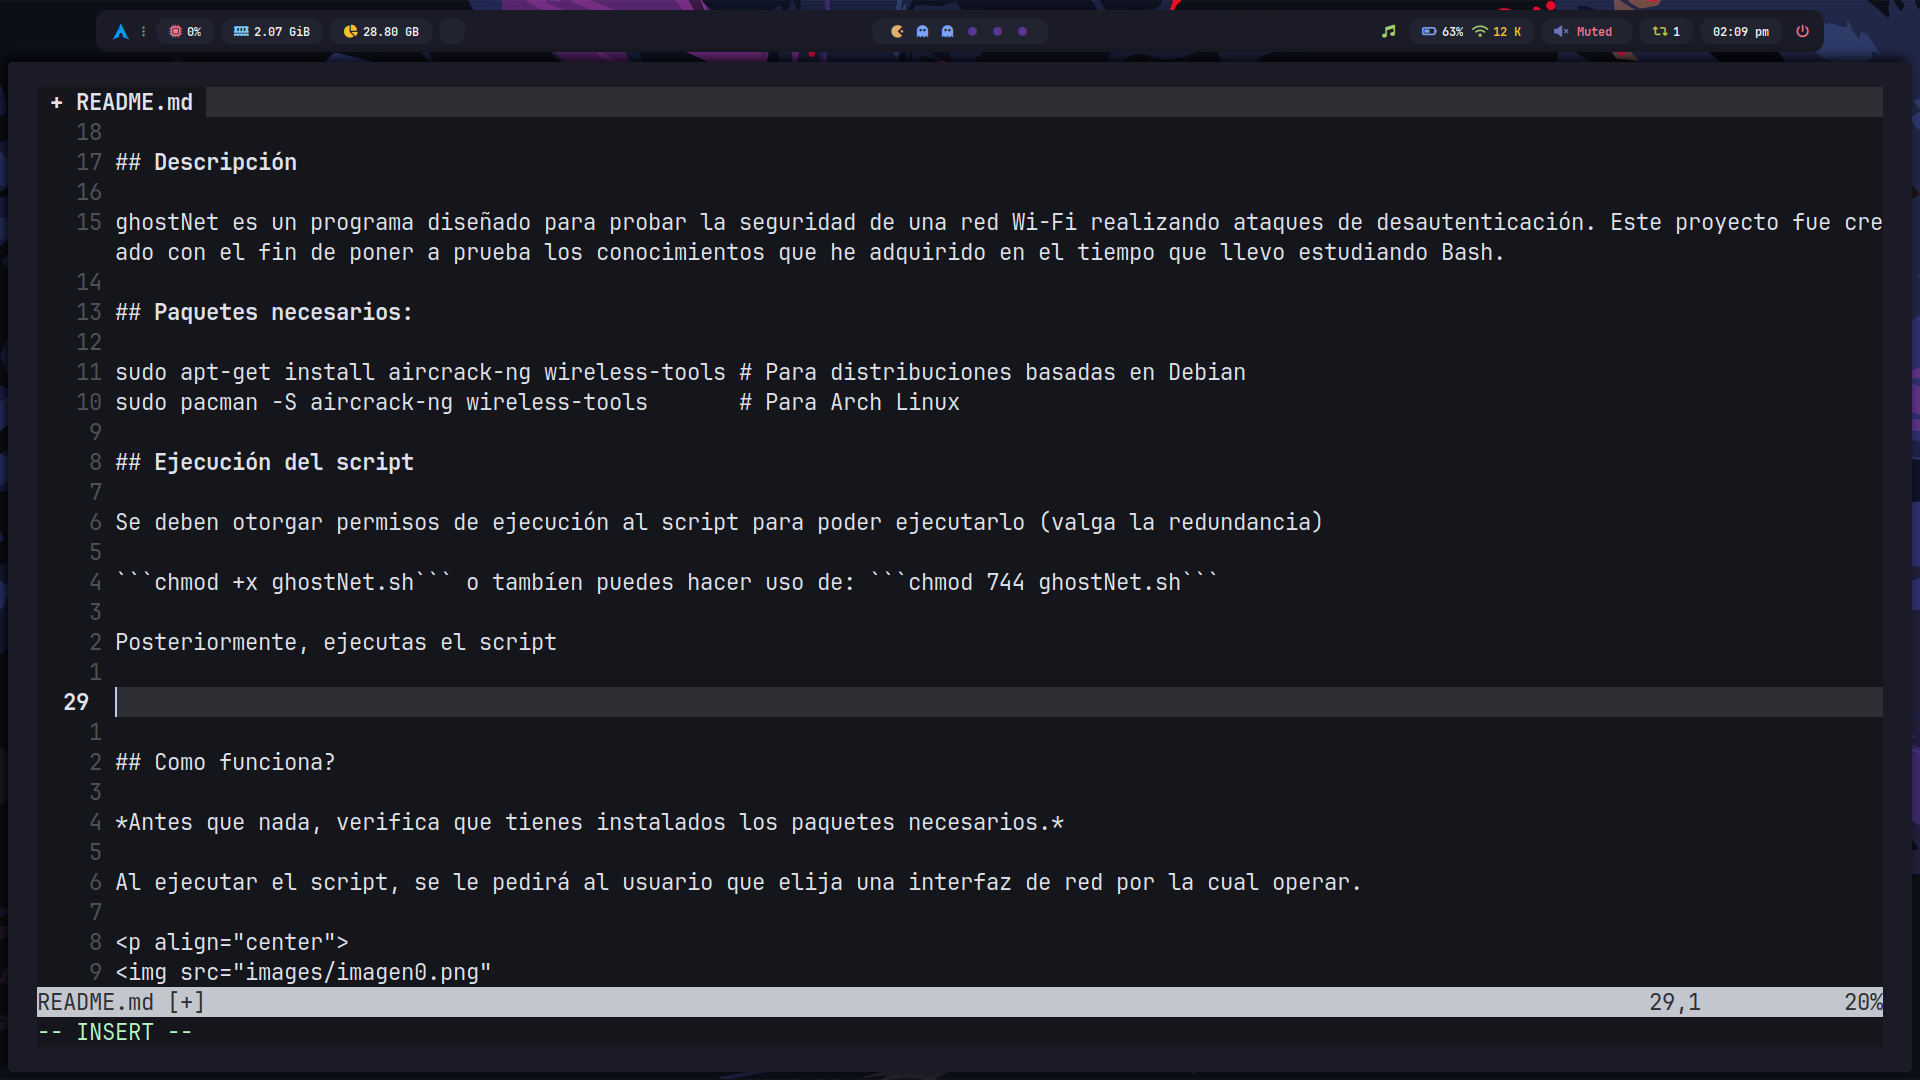 0%
2.07 GiB
28.80 GB
63%
12 K
Muted
1
02:09 pm
+ README.md
18
17 ## Descripción
16
15 ghostNet es un programa diseñado para probar la seguridad de una red Wi-Fi realizando ataques de desautenticación. Este proyecto fue cre
ado con el fin de poner a prueba los conocimientos que he adquirido en el tiempo que llevo estudiando Bash.
14
13 ## Paquetes necesarios:
12
11 sudo apt-get install aircrack-ng wireless-tools # Para distribuciones basadas en Debian
10 sudo pacman -S aircrack-ng wireless-tools       # Para Arch Linux
9
8 ## Ejecución del script
7
6 Se deben otorgar permisos de ejecución al script para poder ejecutarlo (valga la redundancia)
5
4 ```chmod +x ghostNet.sh``` o tambíen puedes hacer uso de: ```chmod 744 ghostNet.sh```
3
2 Posteriormente, ejecutas el script
1
29
1
2 ## Como funciona?
3
4 *Antes que nada, verifica que tienes instalados los paquetes necesarios.*
5
6 Al ejecutar el script, se le pedirá al usuario que elija una interfaz de red por la cual operar.
7
8 <p align="center">
9 <img src="images/imagen0.png"
README.md [+] 29,1 20%
-- INSERT --